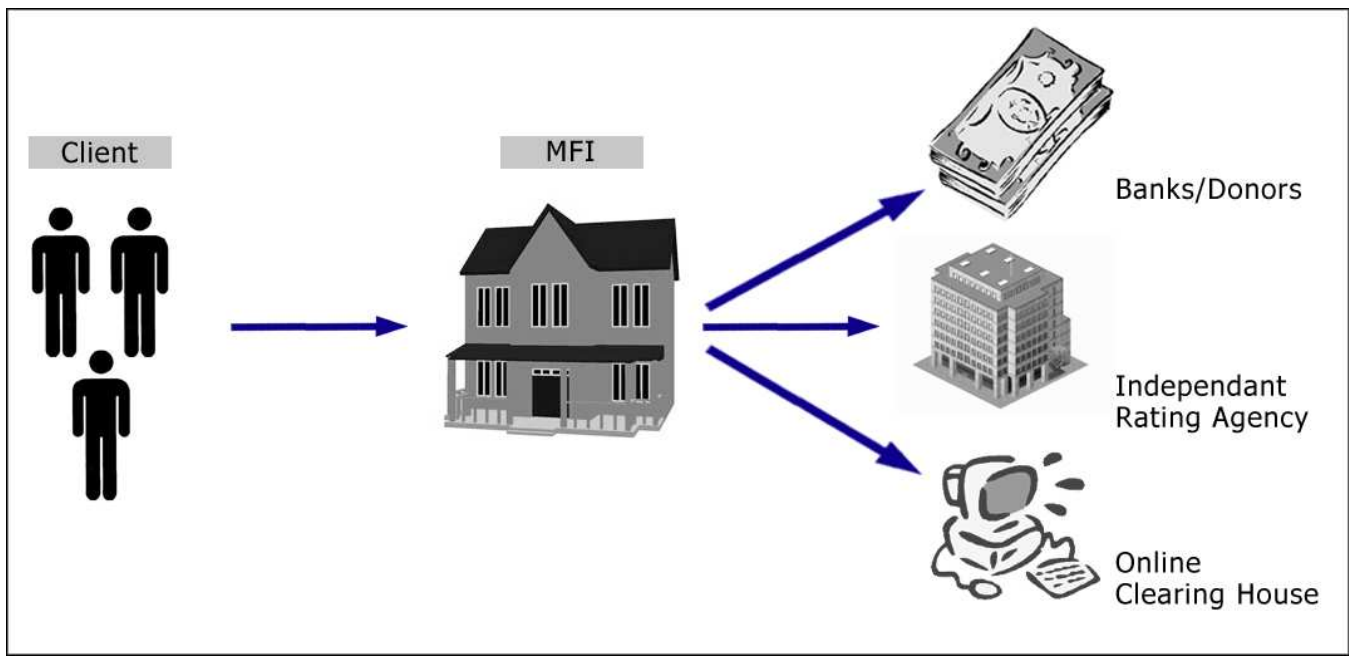 Client
MFI
Banks/Donors
Independant
Rating Agency
Online
Clearing House